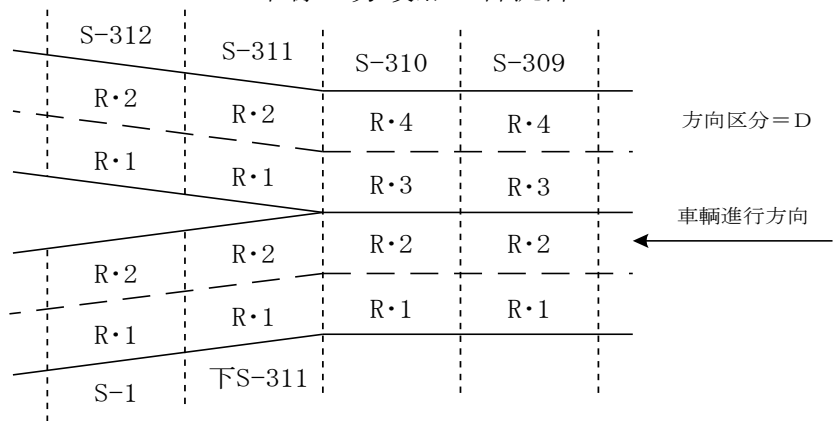 S-312 S-311 S-310 S-309
R・2 R・2 R・4 R・4
方向区分=D
R・1 R・1 R・3 R・3
車輌進行方向
R・2 R・2 R・2 R・2
R・1 R・1 R・1 R・1
S-1 下S-311